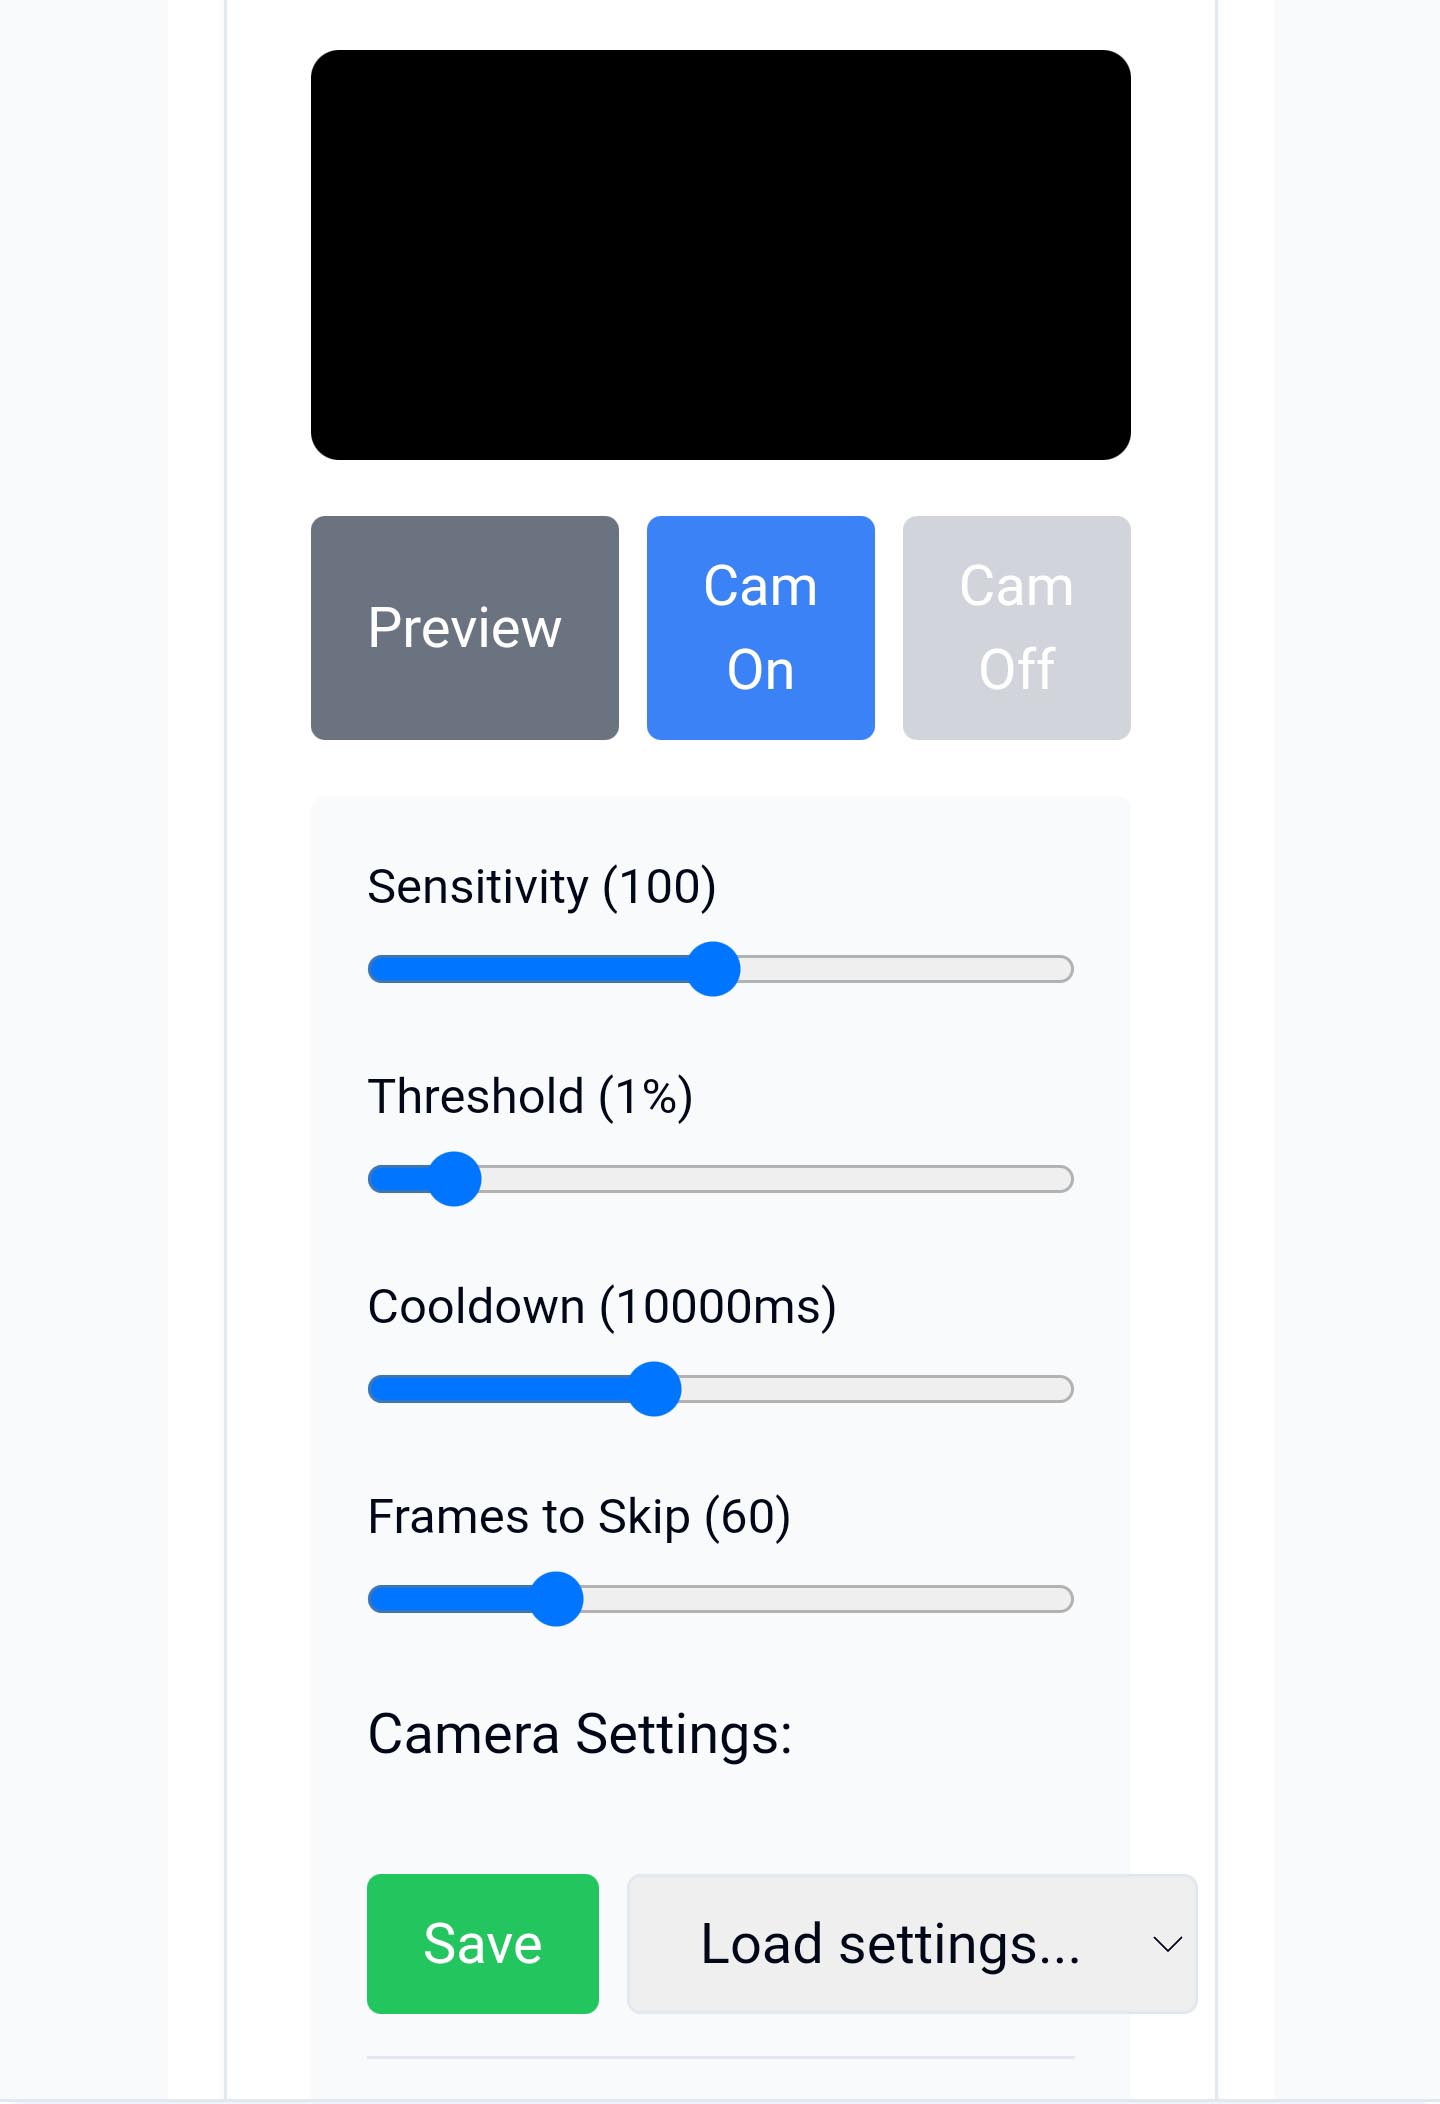 Preview
Cam
On
Cam
Off
Sensitivity (100)
Threshold (1%)
Cooldown (10000ms)
Frames to Skip (60)
Camera Settings:
Save
Load settings...